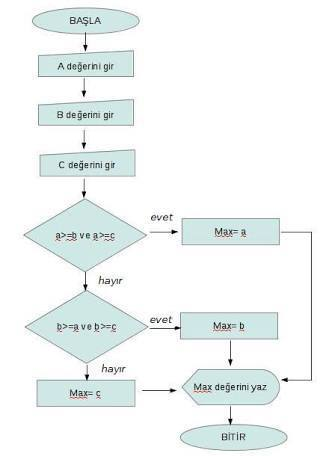 BAŞLA
A değerini gir
B değerini gir
C değerini gir
a>=b ve a>=c
evet
Max= a
hayır
b>=a ve b>=c
evet
Max= b
hayır
Max= c
Max değerini yaz
BİTİR